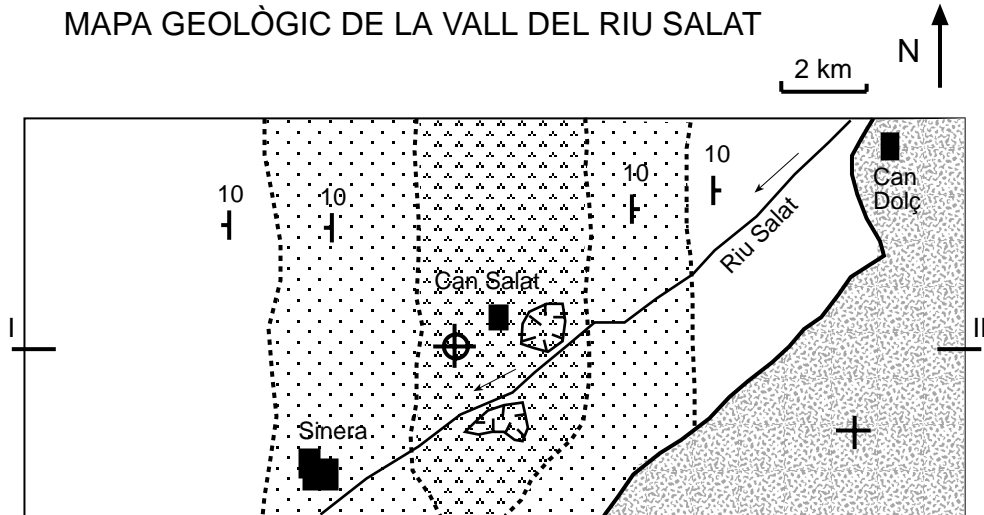 MAPA GEOLÒGIC DE LA VALL DEL RIU SALAT
N
2 km
Can
Dolç
10
10
10
10
Riu Salat
Can Salat
I
II
Sinera